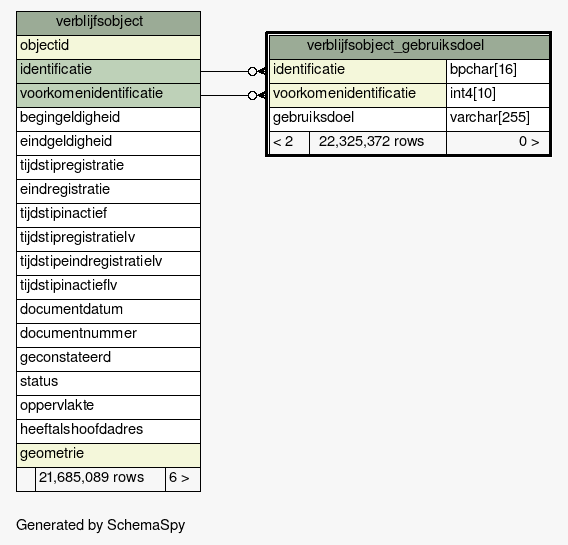 verblijfsobject
objectid
identificatie
voorkomenidentificatie
begingeldigheid
eindgeldigheid
tijdstipregistratie
eindregistratie
tijdstipinactief
tijdstipregistratielv
tijdstipeindregistratielv
tijdstipinactieflv
documentdatum
documentnummer
geconstateerd
status
oppervlakte
heeftalshoofdadres
geometrie
21,685,089 rows 6 >
verblijfsobject_gebruiksdoel
identificatie bpchar[16]
voorkomenidentificatie int4[10]
gebruiksdoel varchar[255]
< 2 22,325,372 rows 0 >
Generated by SchemaSpy